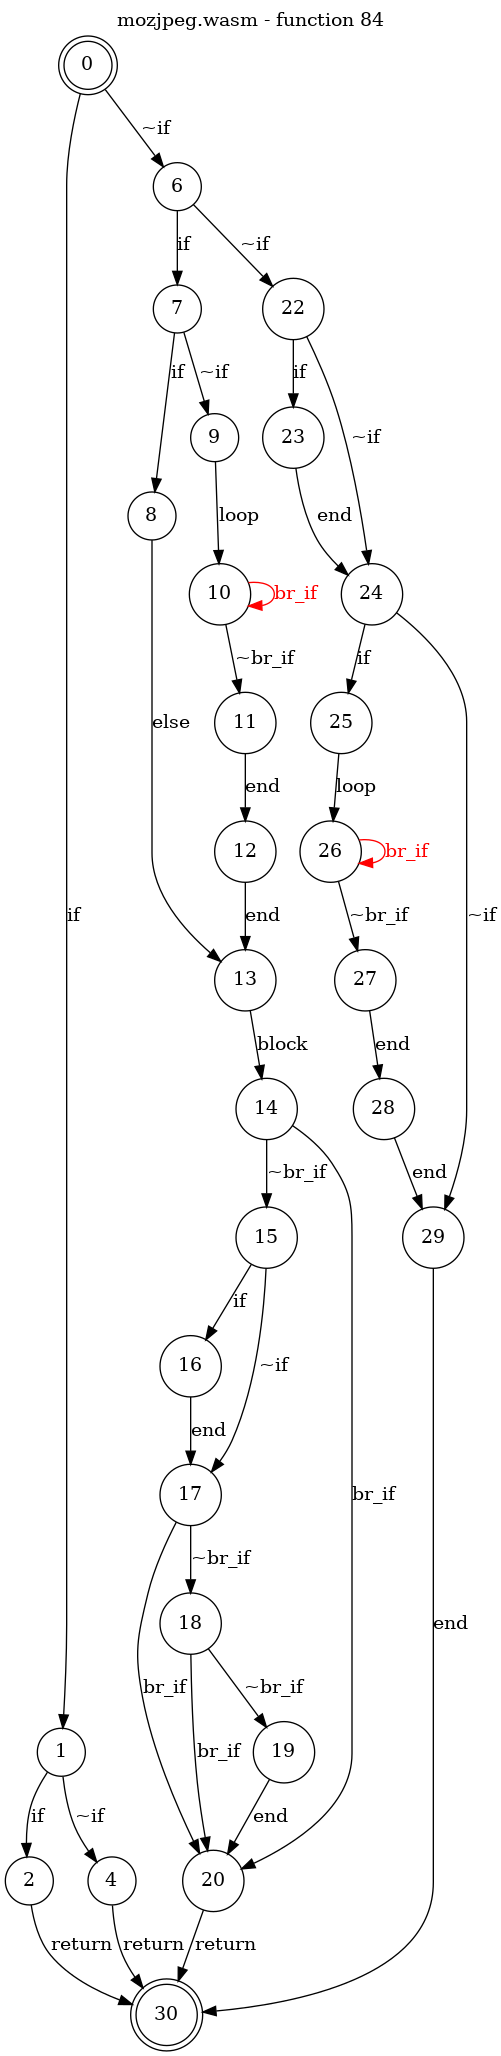 mozjpeg.wasm - function 84
0
~if
6
if
~if
7
22
if
~if
if
~if
9
23
8
loop
end
10
br_if
24
~br_if
if
else
11
25
end
loop
12
26
br_if
end
~br_if
if
~if
13
27
block
end
14
28
~br_if
end
15
29
if
~if
16
br_if
end
17
~br_if
18
end
br_if
~br_if
br_if
1
19
if
~if
end
2
4
20
return
return
return
30